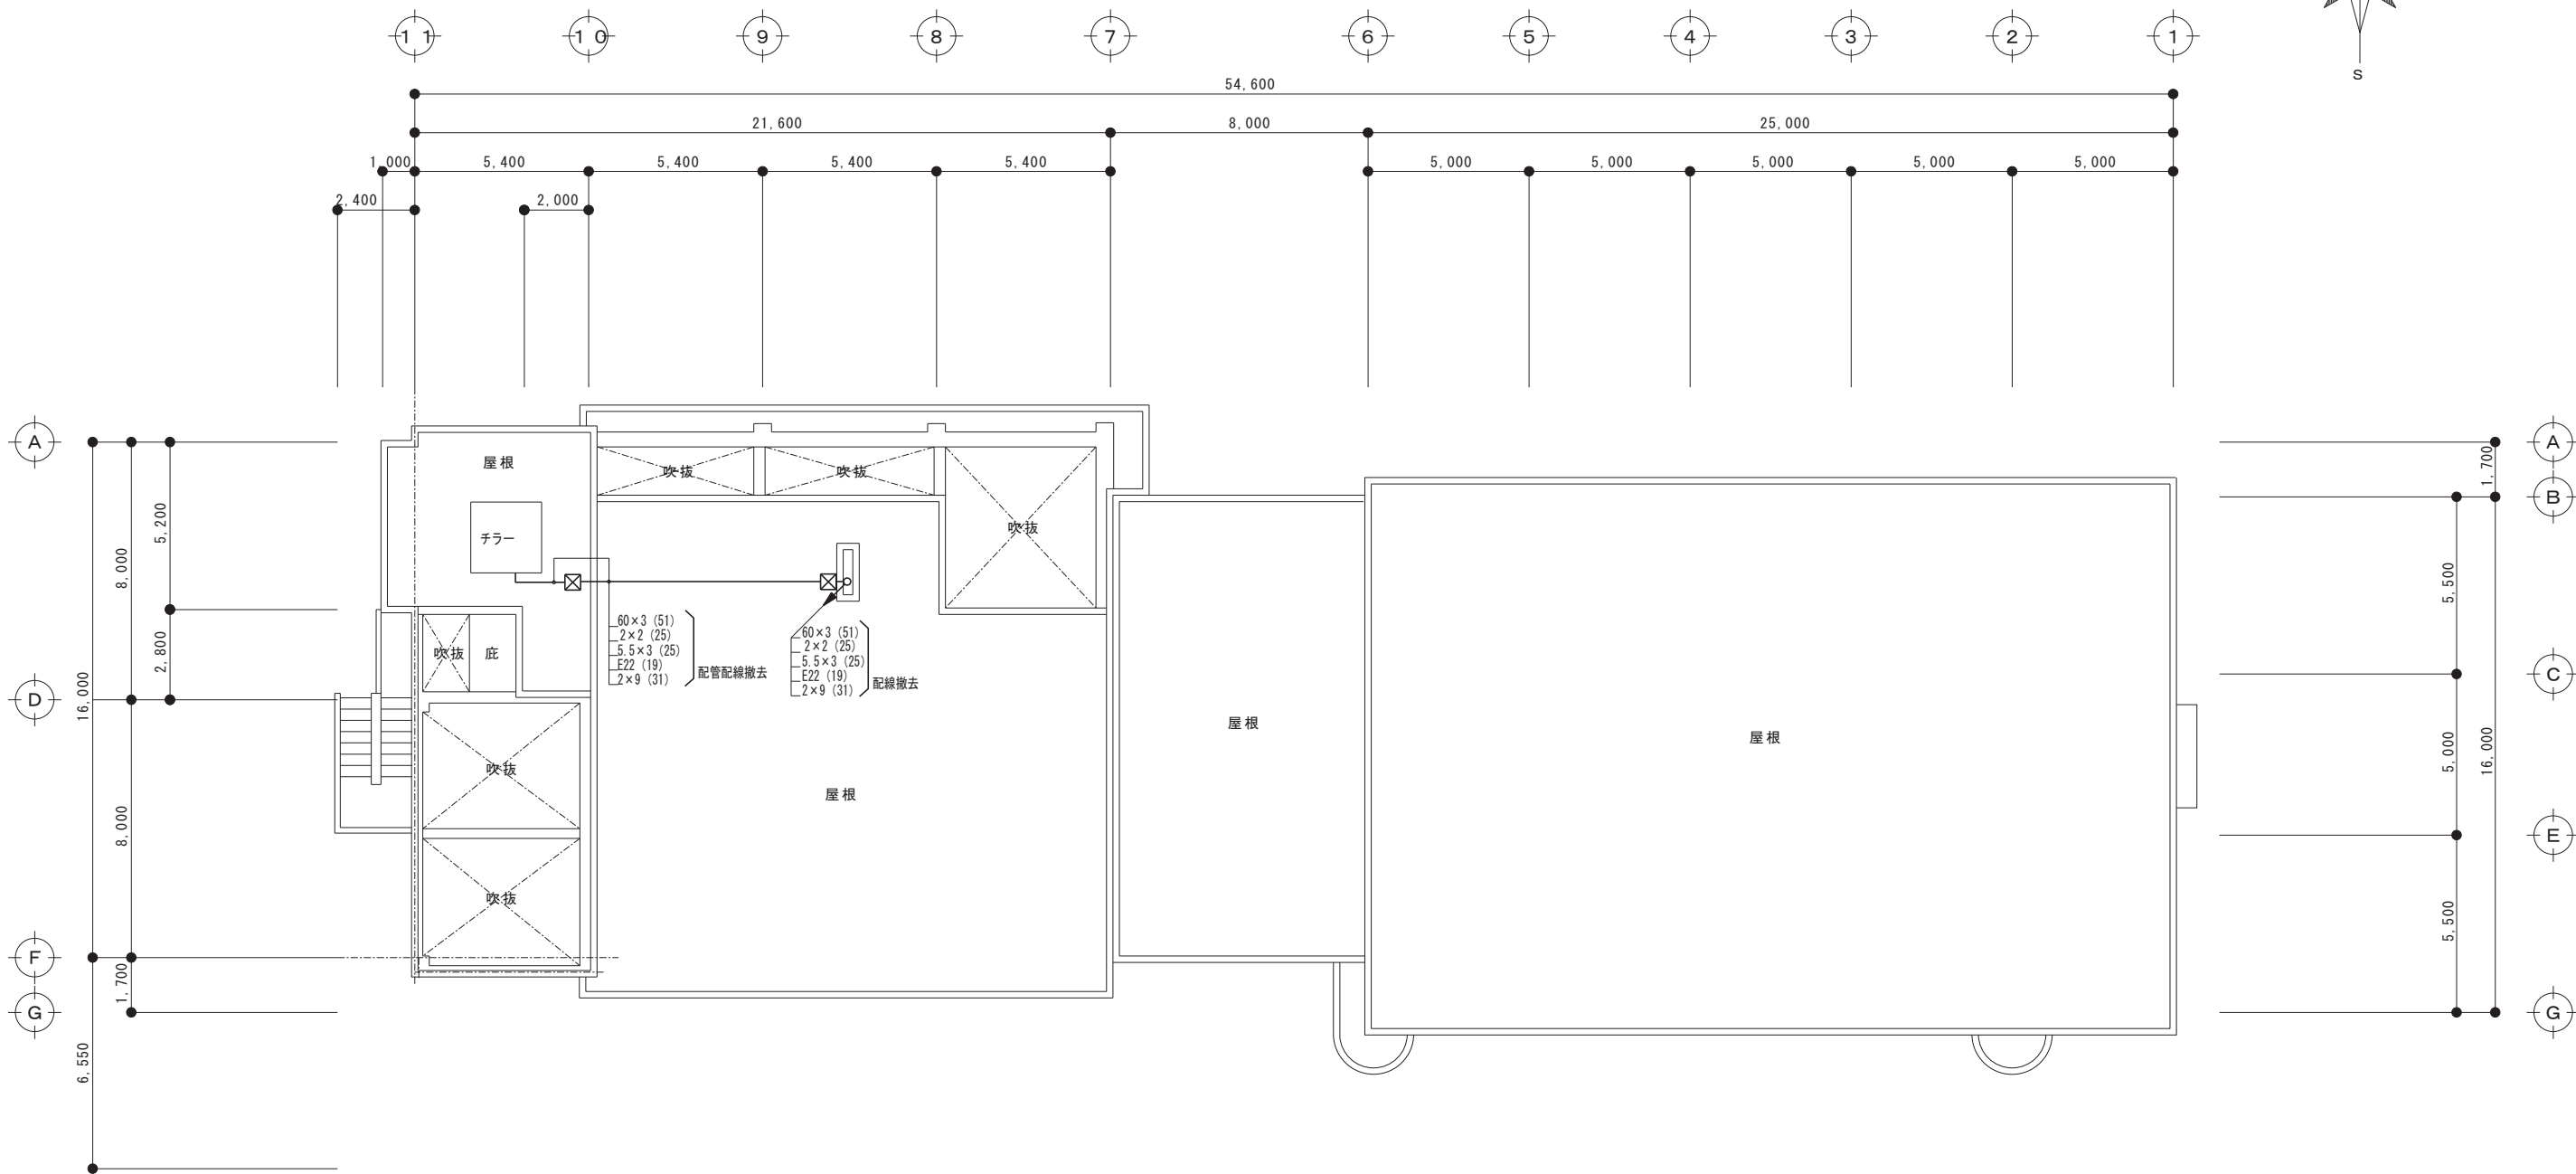 11
10
9
8
7
6
5
4
3
2
1
S
54,600
21,600
8,000
25,000
1,000
5,400
5,400
5,400
5,400
5,000
5,000
5,000
5,000
5,000
2,400
2,000
A
A
1,700
B
屋根
吹抜
吹抜
吹抜
5,200
8,000
チラー
5,500
60×3 (51)
2×2 (25)
5.5×3 (25)
E22 (19)
2×9 (31)
配管配線撤去
60×3 (51)
2×2 (25)
5.5×3 (25)
E22 (19)
2×9 (31)
配線撤去
2,800
吹抜
庇
C
D
16,000
屋根
屋根
5,000
16,000
吹抜
屋根
8,000
E
吹抜
5,500
F
1,700
G
G
6,550